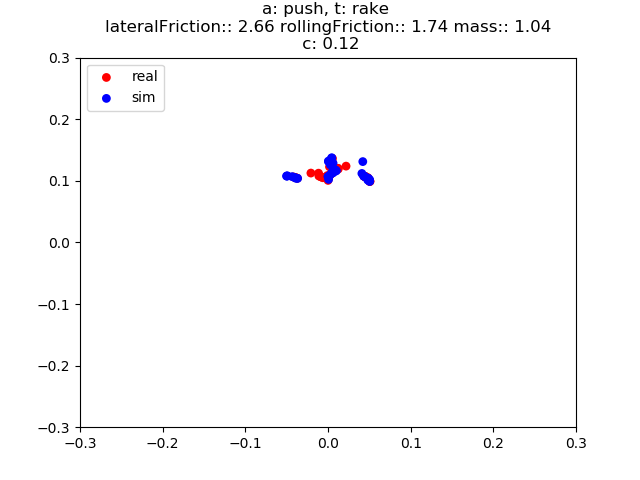 a: push, t: rake
lateralFriction:: 2.66 rollingFriction:: 1.74 mass:: 1.04
c: 0.12
real
sim
0.3
0.2
0.1
0.0
−0.1
−0.2
−0.3
−0.3 −0.2 −0.1 0.0 0.1 0.2 0.3